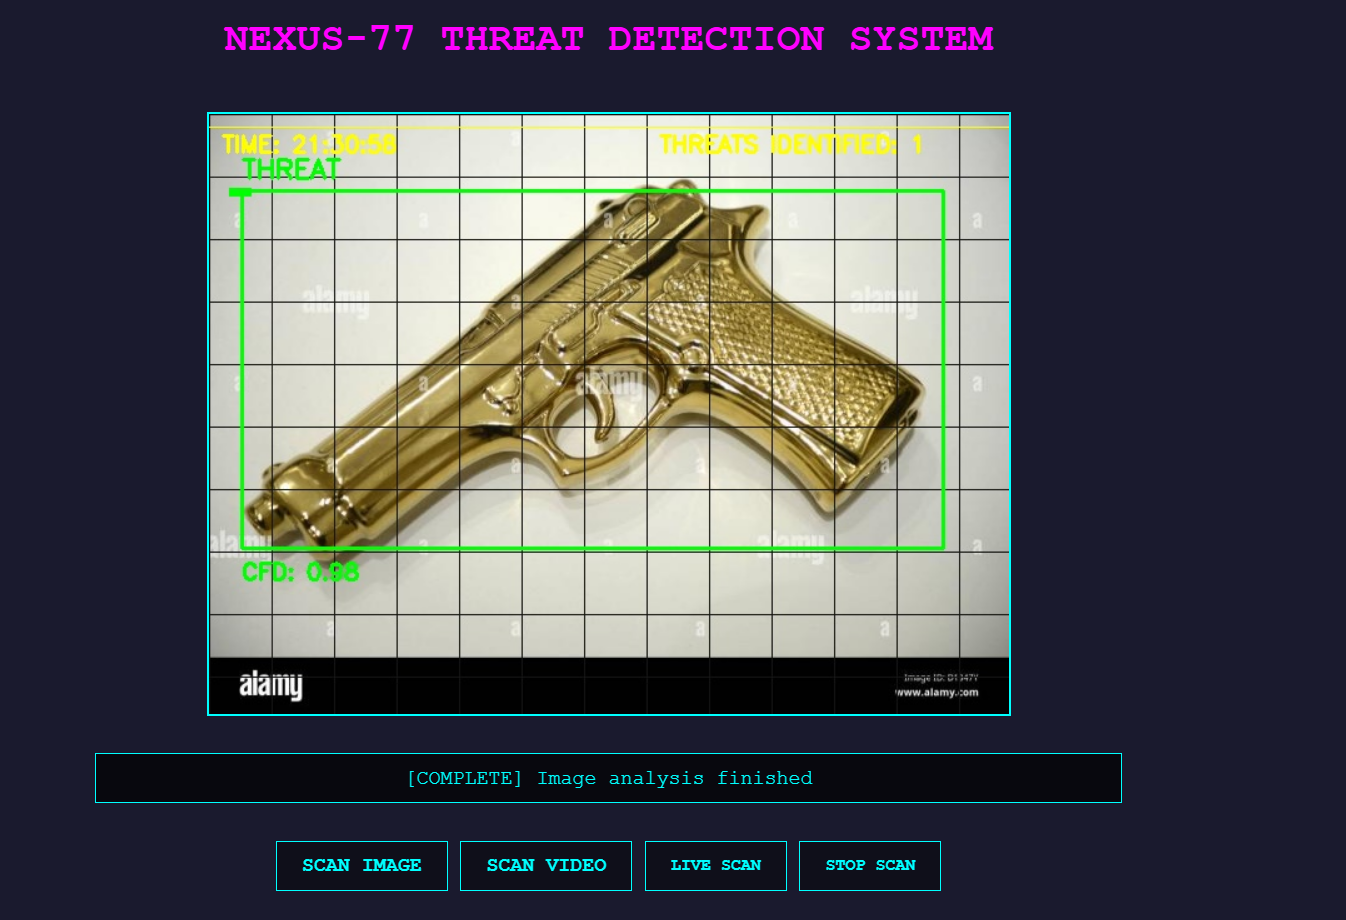 NEXUS-77 THREAT DETECTION SYSTEM
TIME: 21:30:58 THREATS IDENTIFIED: 1
THREAT
a
a a a a a
alamy alamy
a a
a a alamy a a
a a a a
alamy a a alamy a
CFD: 0.98
a a a a
alamy
Image ID: D1347Y
www.alamy.com
[COMPLETE] Image analysis finished
SCAN IMAGE SCAN VIDEO LIVE SCAN STOP SCAN